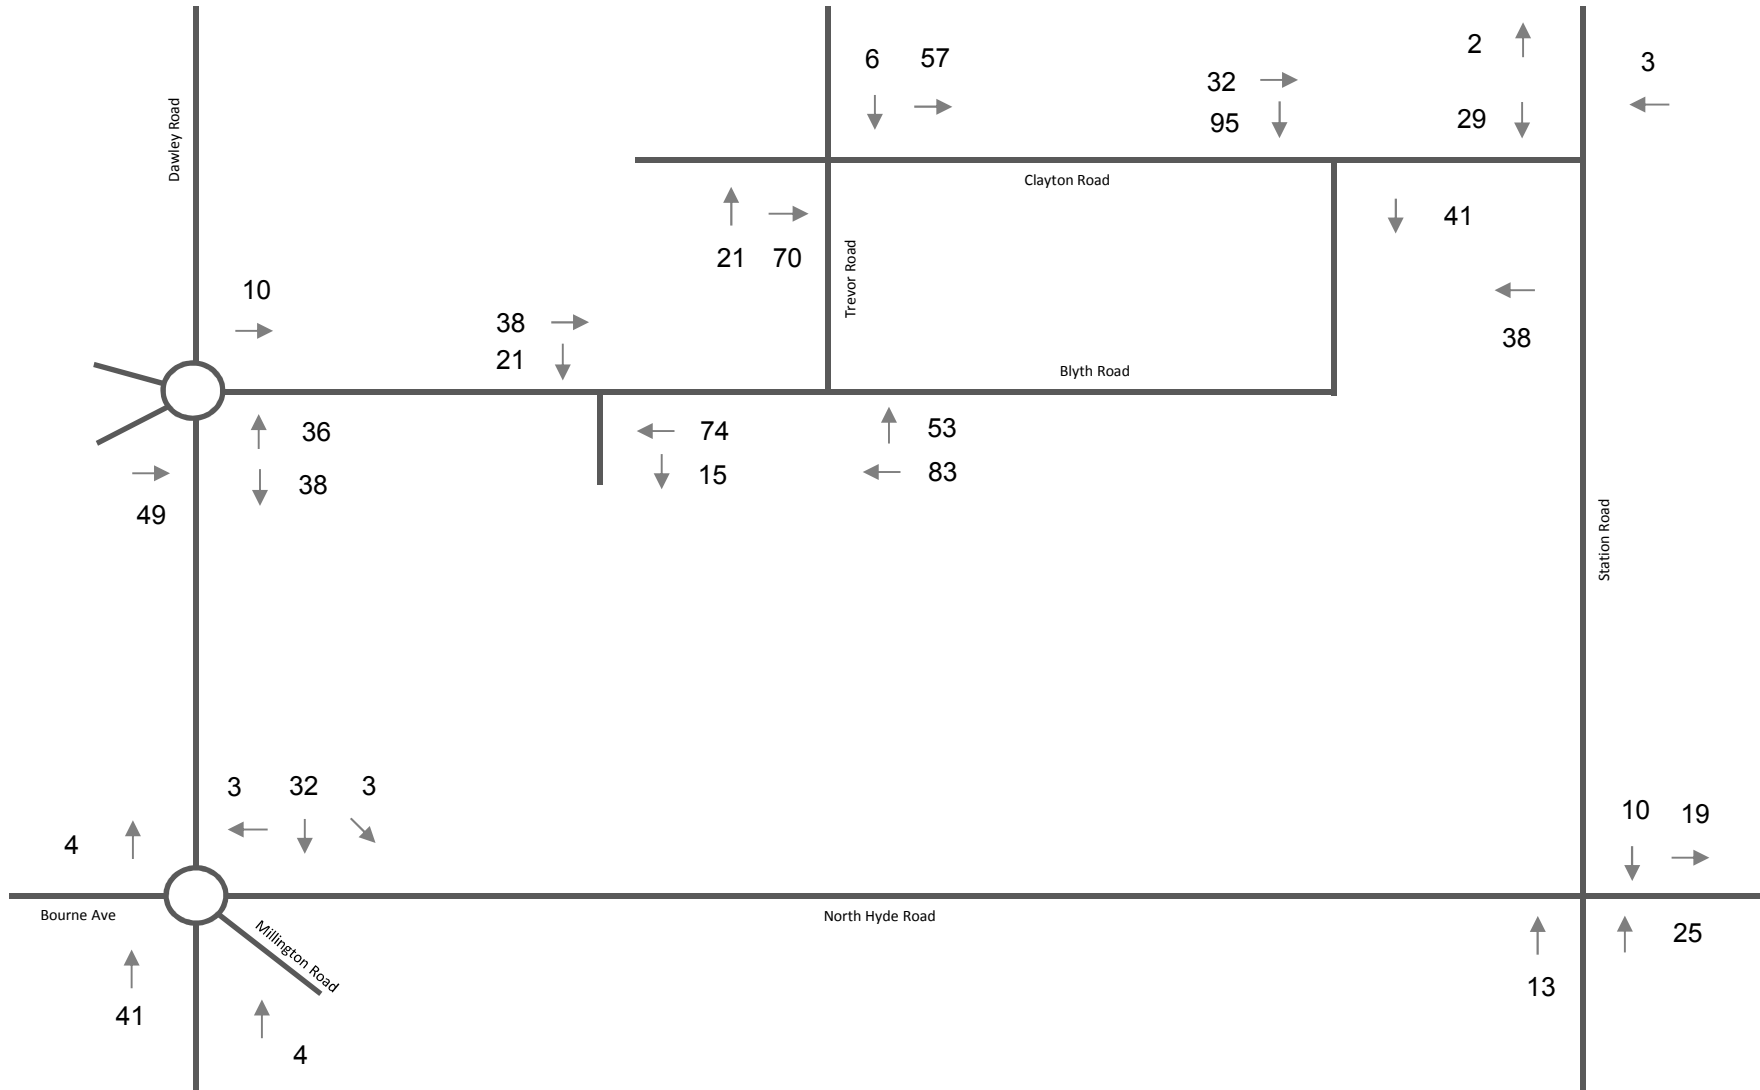 2
6 57
3
32
Dawley Road
95
29
Clayton Road
41
21 70
Trevor Road
10
38
38
21
Blyth Road
36
74
53
15
83
38
49
Station Road
3 32 3
10 19
4
Bourne Ave
North Hyde Road
Millington Road
25
13
41
4